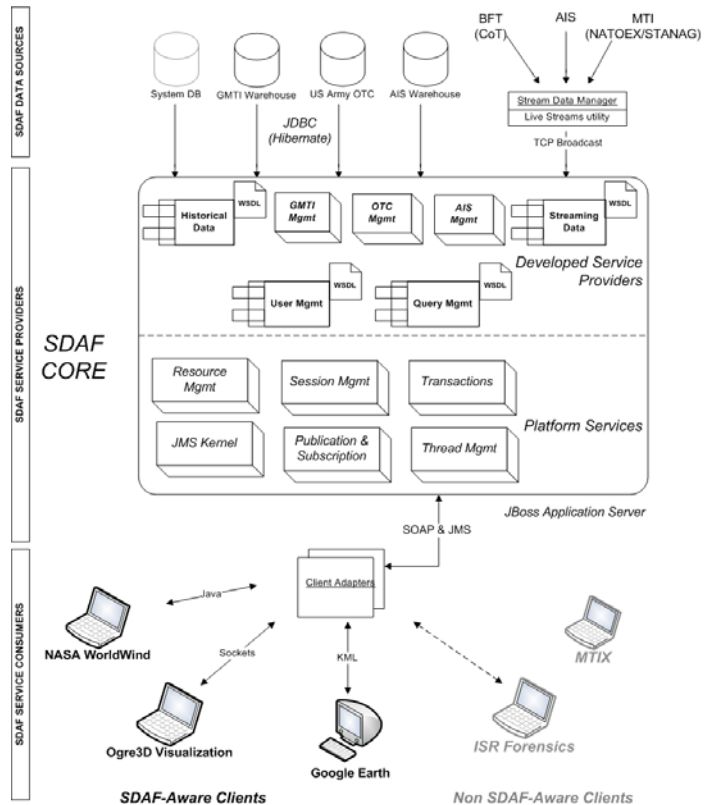 SDAF DATA SOURCES
BFT
(CoT)
AIS
MTI
(NATOEX/STANAG)
System DB
GMTI Warehouse
US Army OTC
AIS Warehouse
JDBC
(Hibernate)
Stream Data Manager
Live Streams utility
TCP Broadcast
SDAF SERVICE PROVIDERS
SDAF
CORE
Historical
Data
WSDL
GMTI
Mgmt
OTC
Mgmt
AIS
Mgmt
Streaming
Data
WSDL
Developed Service
Providers
User Mgmt
WSDL
Query Mgmt
WSDL
Resource
Mgmt
Session Mgmt
Transactions
Platform Services
JMS Kernel
Publication &
Subscription
Thread Mgmt
JBoss Application Server
SOAP & JMS
SDAF SERVICE CONSUMERS
Client Adapters
Java
NASA WorldWind
Sockets
KML
MTIX
Ogre3D Visualization
Google Earth
ISR Forensics
SDAF-Aware Clients
Non SDAF-Aware Clients